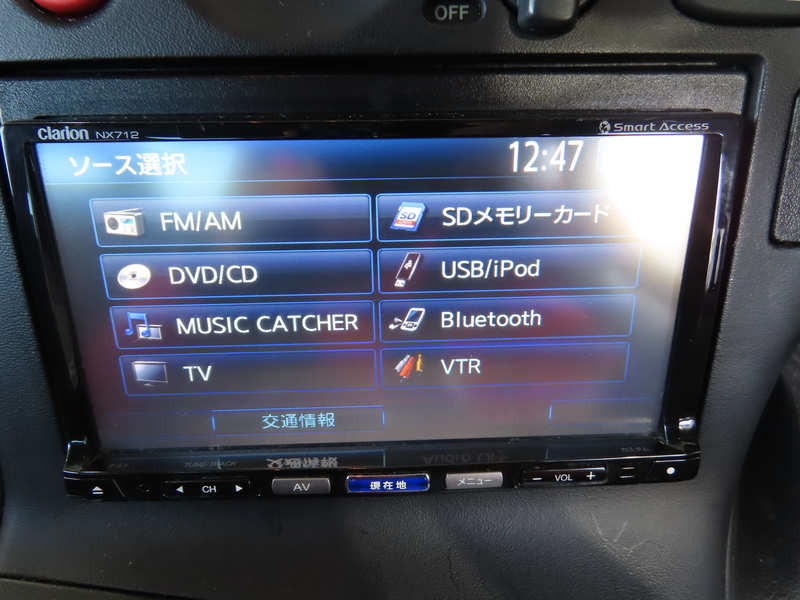 OFF
Clarion NX712
Smart Access
ソース選択
12:47
FM/AM
SDメモリーカード
DVD/CD
USB/iPod
MUSIC CATCHER
Bluetooth
TV
VTR
交通情報
TUNE・TRACK
CH
AV
現在地
メニュー
− VOL +